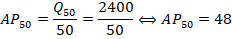 AP₅₀ = Q₅₀/50 = 2400/50 ⇔ AP₅₀ = 48